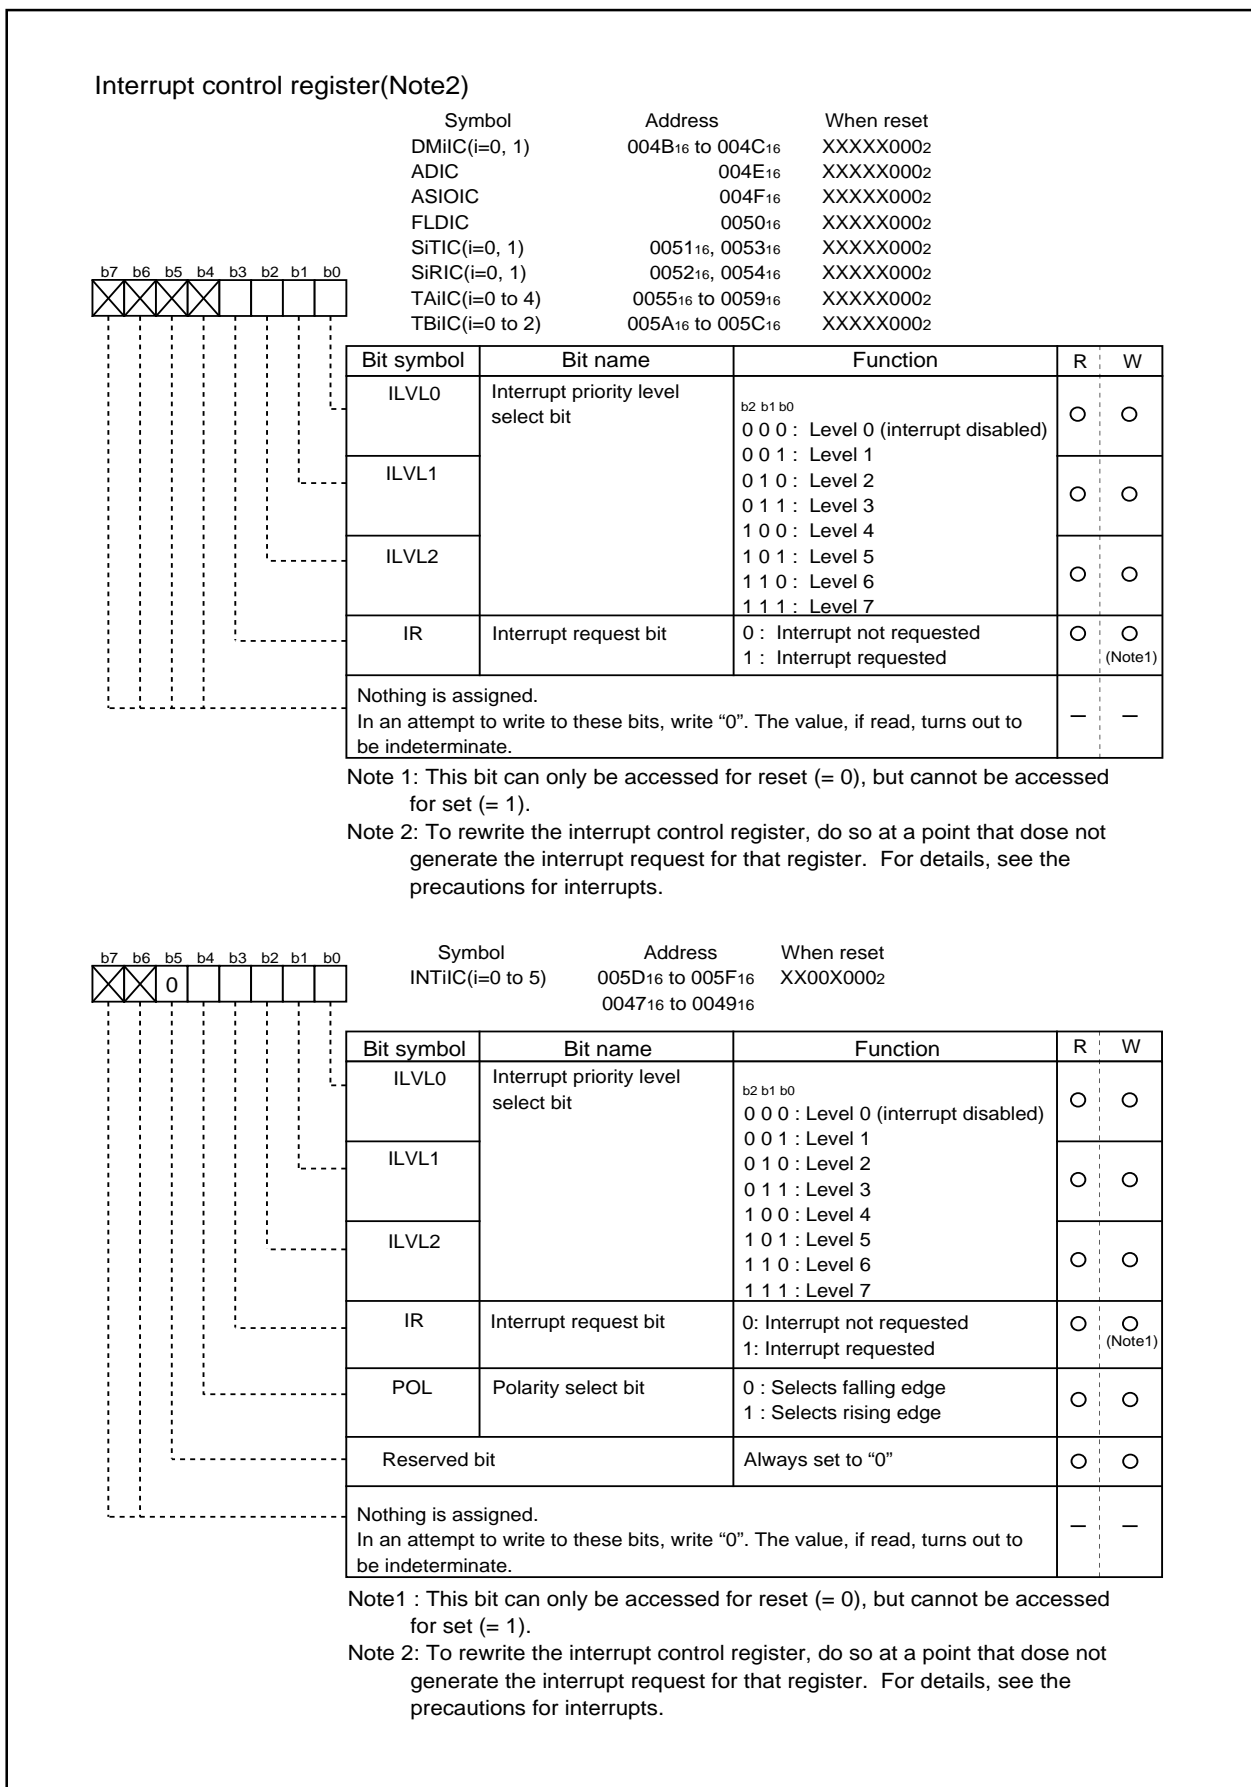 Interrupt control register(Note2)
Symbol Address When reset
DMiIC(i=0, 1) 004B16 to 004C16 XXXXX0002
ADIC 004E16 XXXXX0002
ASIOIC 004F16 XXXXX0002
FLDIC 005016 XXXXX0002
SiTIC(i=0, 1) 005116, 005316 XXXXX0002
SiRIC(i=0, 1) 005216, 005416 XXXXX0002
TAiIC(i=0 to 4) 005516 to 005916 XXXXX0002
TBiIC(i=0 to 2) 005A16 to 005C16 XXXXX0002
b7 b6 b5 b4 b3 b2 b1 b0
Bit symbol Bit name Function R W
ILVL0 Interrupt priority level
select bit
b2 b1 b0
0 0 0 : Level 0 (interrupt disabled)
0 0 1 : Level 1
ILVL1 0 1 0 : Level 2
0 1 1 : Level 3
1 0 0 : Level 4
ILVL2 1 0 1 : Level 5
1 1 0 : Level 6
1 1 1 : Level 7
IR Interrupt request bit 0 : Interrupt not requested
1 : Interrupt requested (Note1)
Nothing is assigned.
In an attempt to write to these bits, write “0”. The value, if read, turns out to
be indeterminate.
Note 1: This bit can only be accessed for reset (= 0), but cannot be accessed
for set (= 1).
Note 2: To rewrite the interrupt control register, do so at a point that dose not
generate the interrupt request for that register. For details, see the
precautions for interrupts.
Symbol Address When reset
INTiIC(i=0 to 5) 005D16 to 005F16 XX00X0002
004716 to 004916
b7 b6 b5 b4 b3 b2 b1 b0
0
Bit symbol Bit name Function R W
ILVL0 Interrupt priority level
select bit
b2 b1 b0
0 0 0 : Level 0 (interrupt disabled)
0 0 1 : Level 1
ILVL1 0 1 0 : Level 2
0 1 1 : Level 3
1 0 0 : Level 4
ILVL2 1 0 1 : Level 5
1 1 0 : Level 6
1 1 1 : Level 7
IR Interrupt request bit 0: Interrupt not requested
1: Interrupt requested (Note1)
POL Polarity select bit 0 : Selects falling edge
1 : Selects rising edge
Reserved bit Always set to “0”
Nothing is assigned.
In an attempt to write to these bits, write “0”. The value, if read, turns out to
be indeterminate.
Note1 : This bit can only be accessed for reset (= 0), but cannot be accessed
for set (= 1).
Note 2: To rewrite the interrupt control register, do so at a point that dose not
generate the interrupt request for that register. For details, see the
precautions for interrupts.